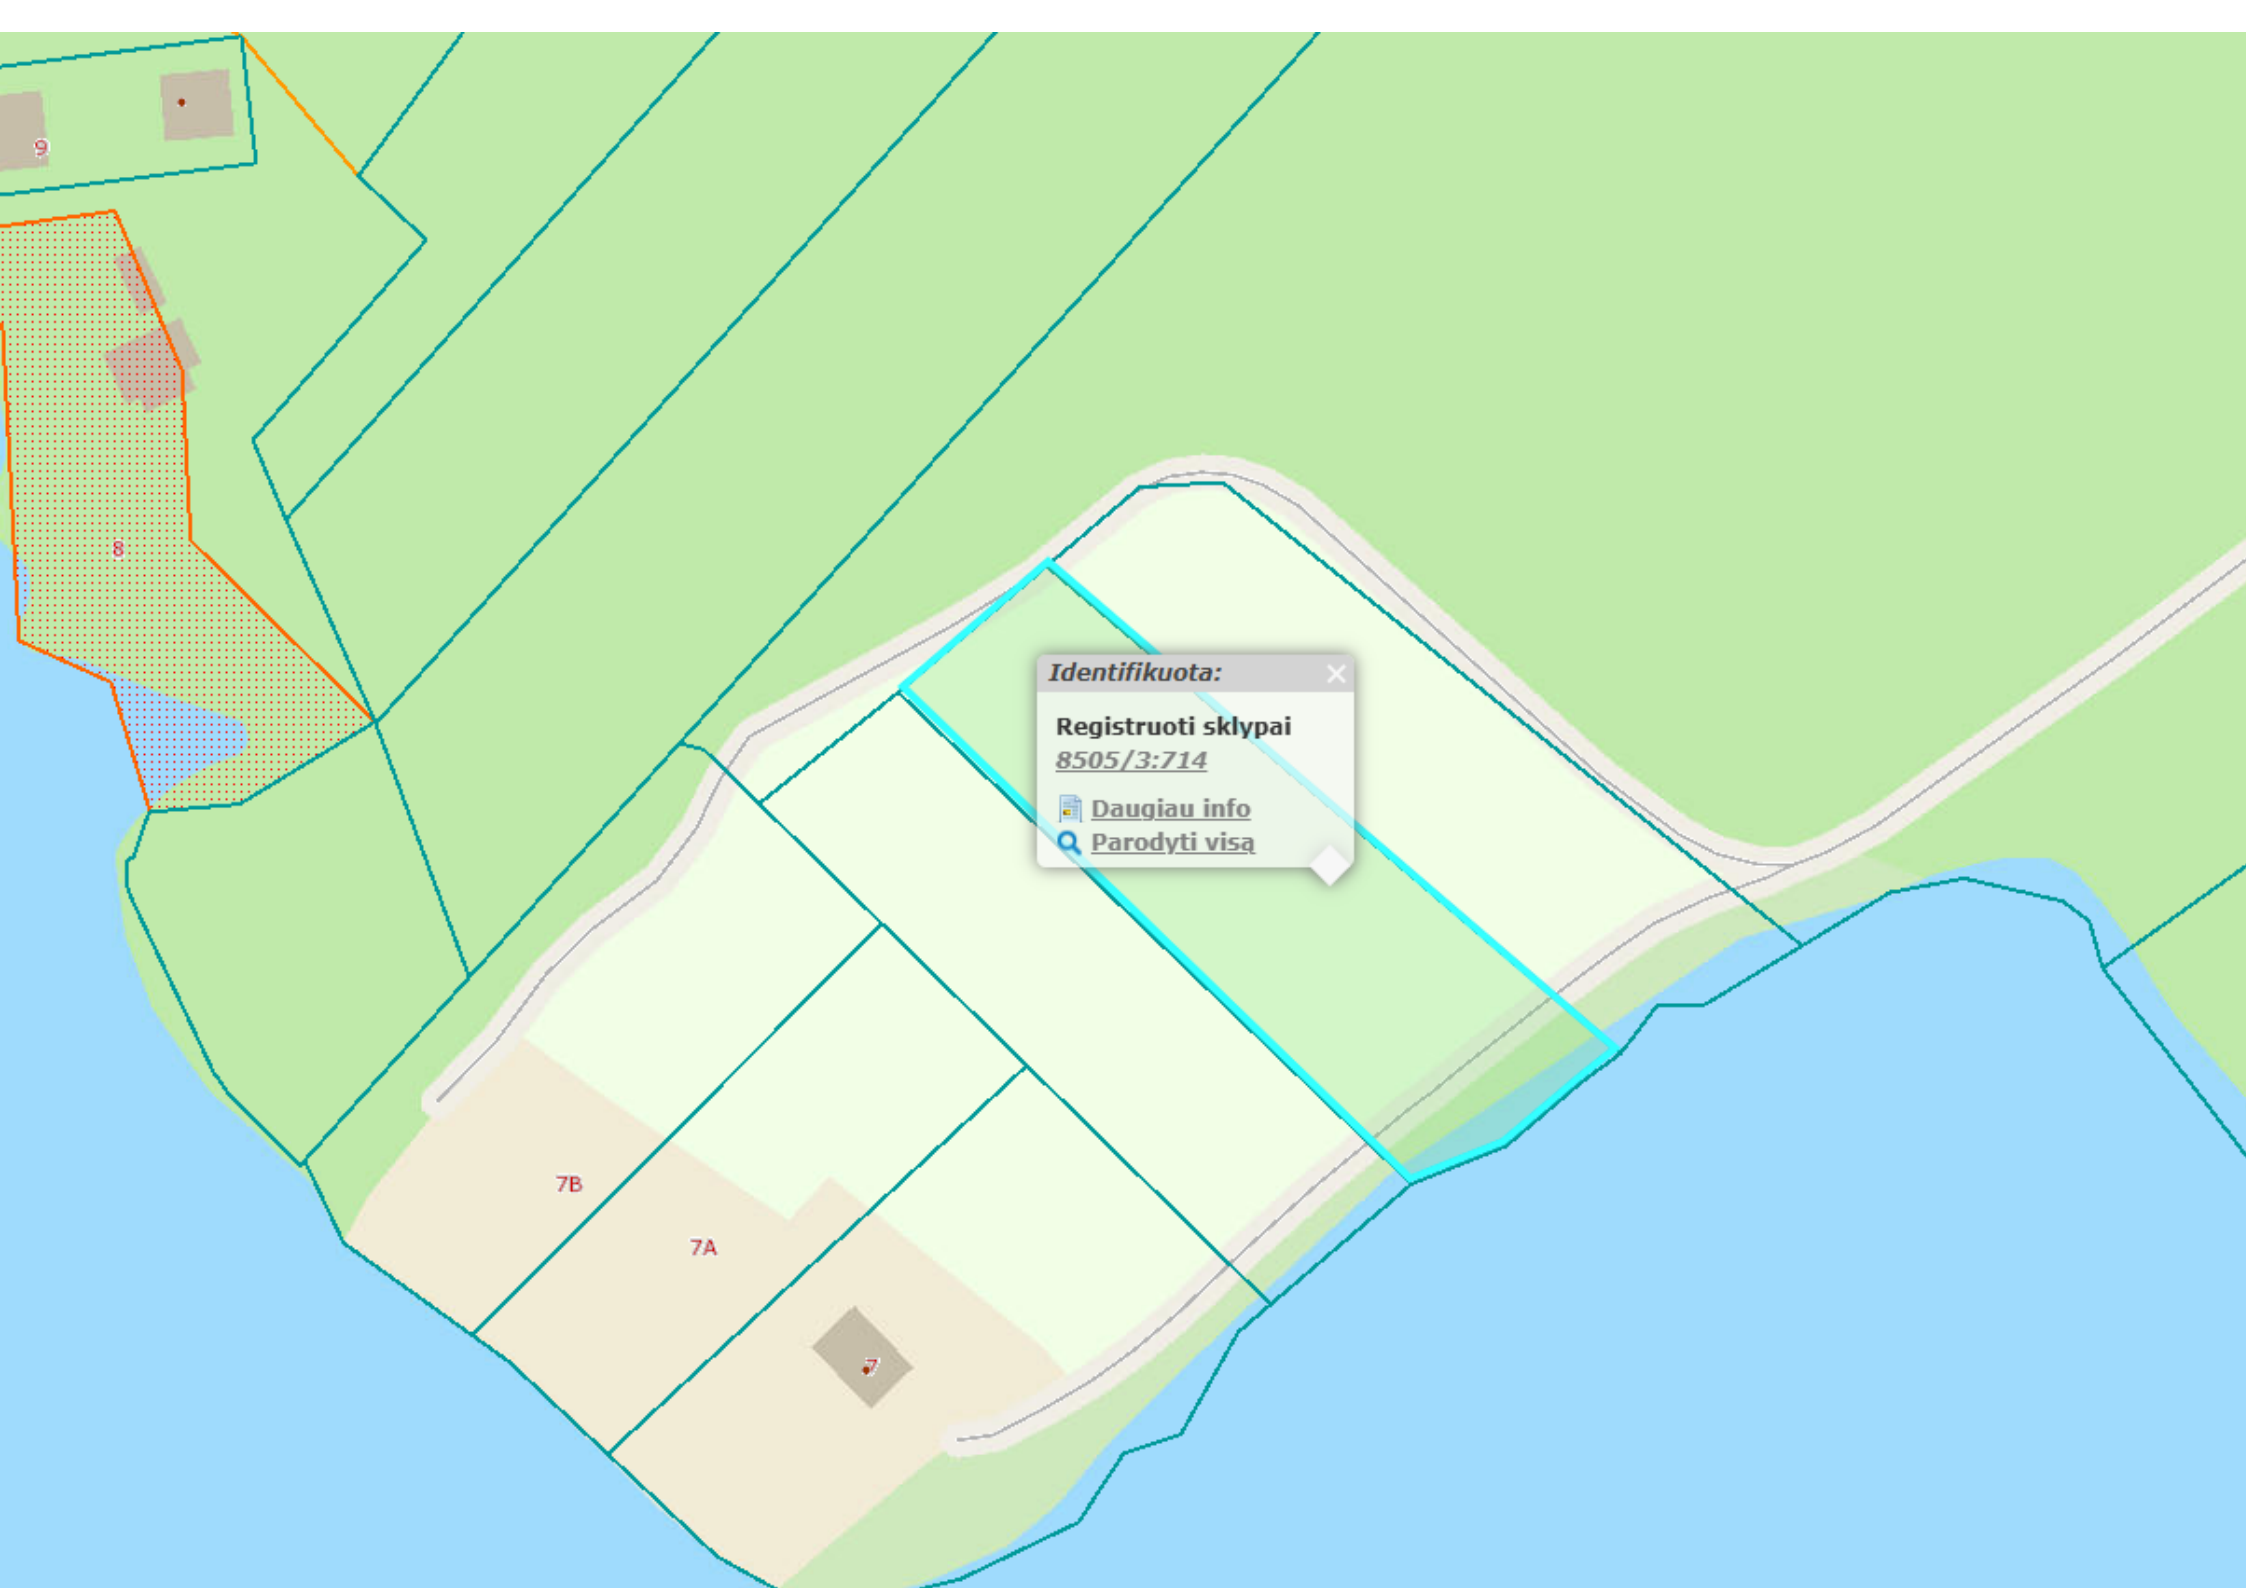 9
8
Identifikuota:
Registruoti sklypai
8505/3:714
Daugiau info
Parodyti visą
7B
7A
7